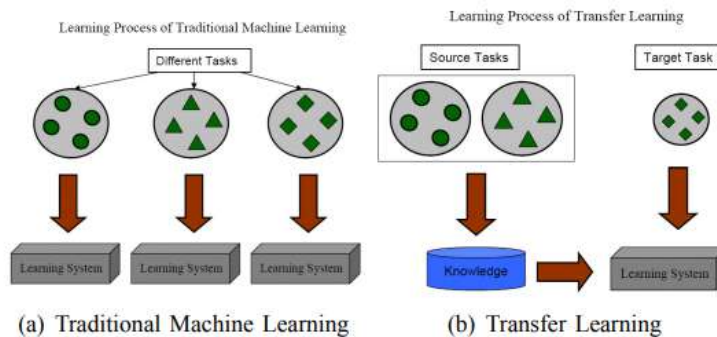 Learning Process of Traditional Machine Learning
Different Tasks
Learning System
Learning System
Learning System
(a) Traditional Machine Learning
Learning Process of Transfer Learning
Source Tasks
Target Task
Knowledge
Learning System
(b) Transfer Learning